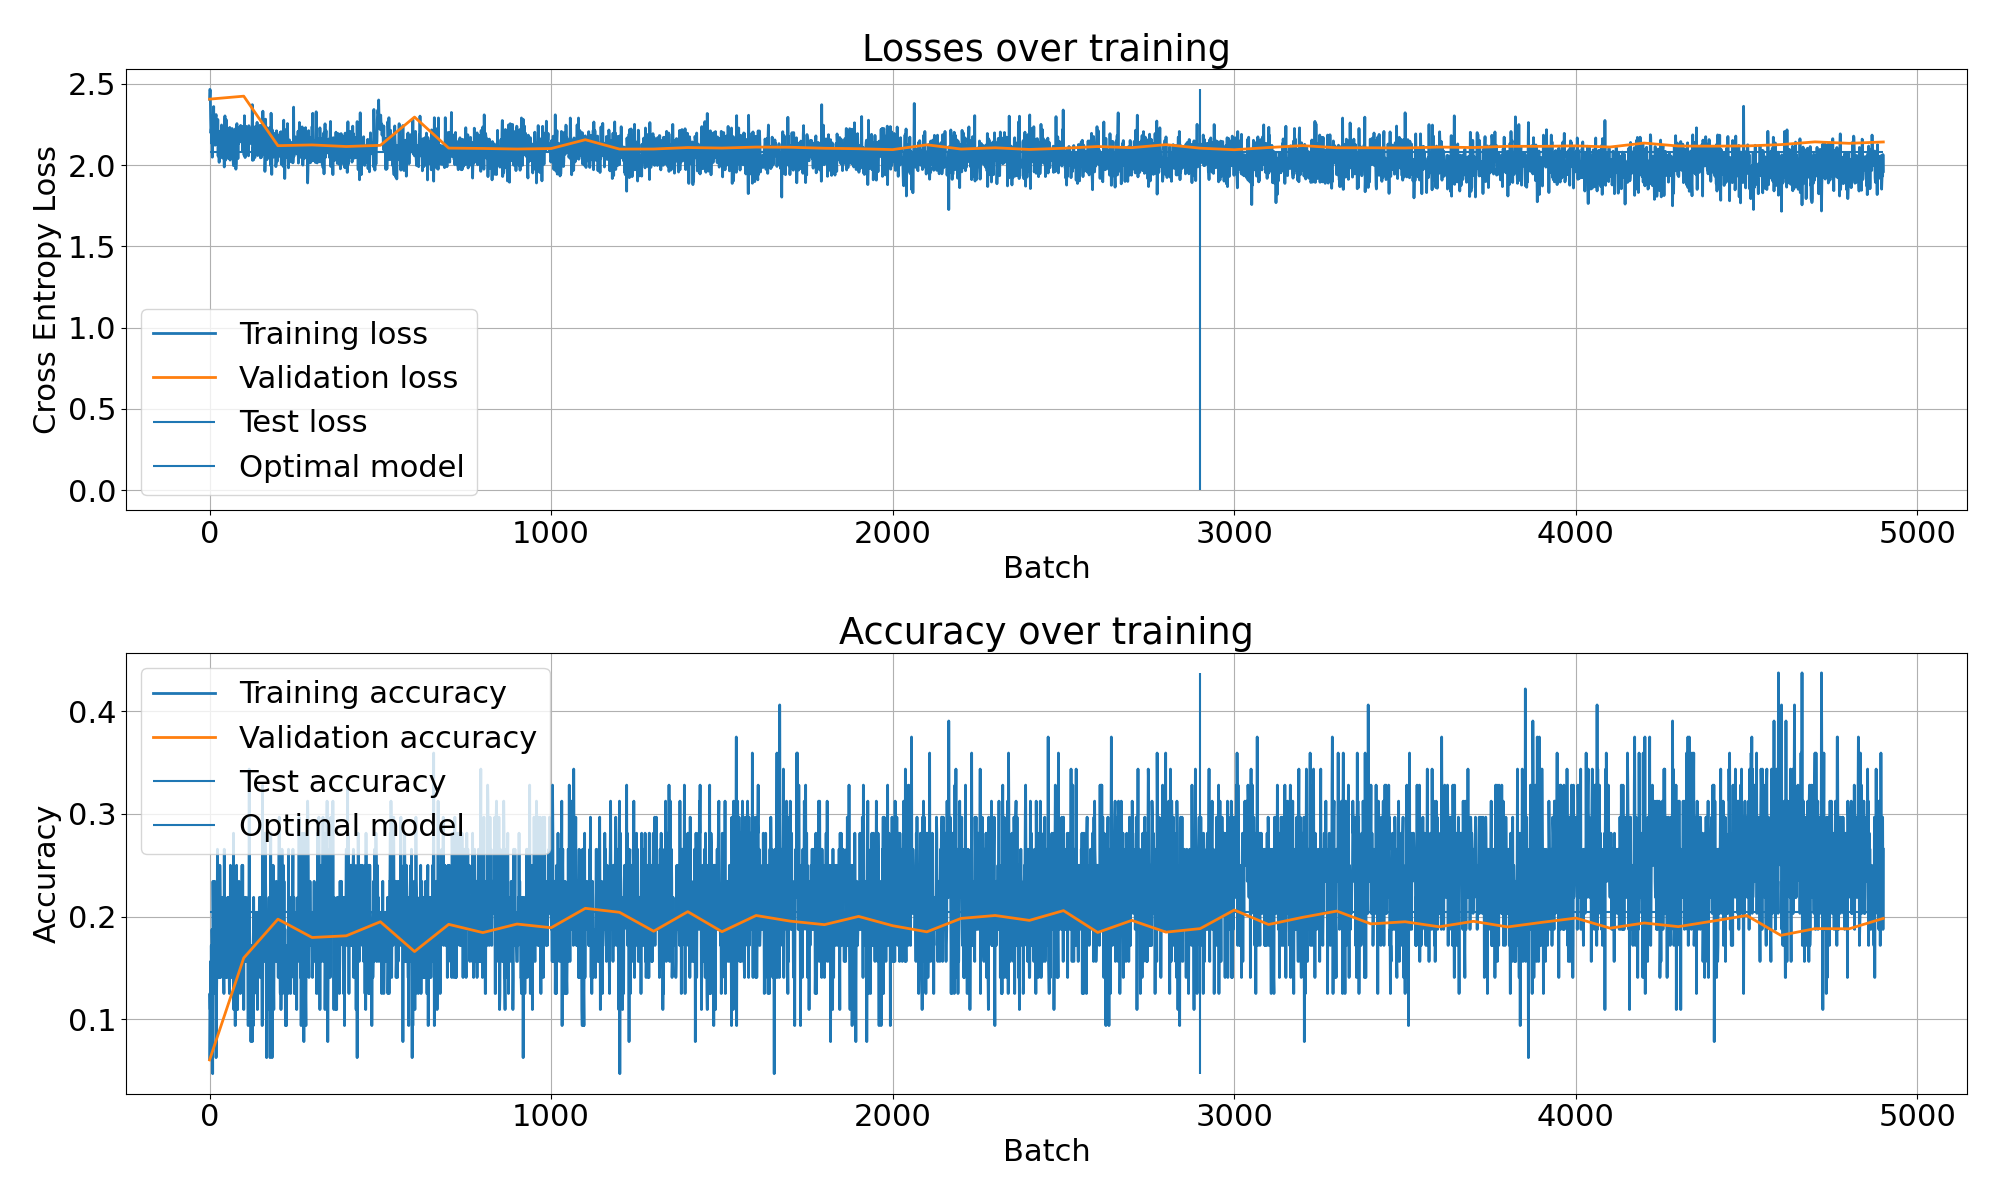 Losses over training
Cross Entropy Loss
2.5
2.0
1.5
1.0
0.5
0.0
Training loss
Validation loss
Test loss
Optimal model
0 1000 2000 3000 4000 5000
Batch
Accuracy over training
Accuracy
0.4
0.3
0.2
0.1
Training accuracy
Validation accuracy
Test accuracy
Optimal model
0 1000 2000 3000 4000 5000
Batch